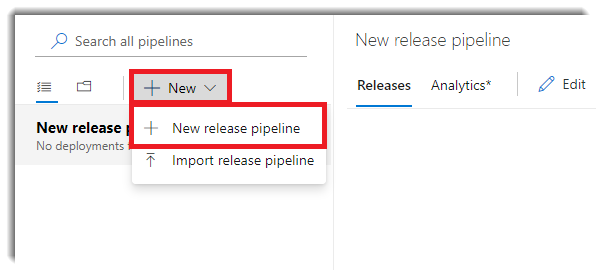 Search all pipelines
New
New release p
No deployments
New release pipeline
Import release pipeline
New release pipeline
Releases
Analytics*
Edit